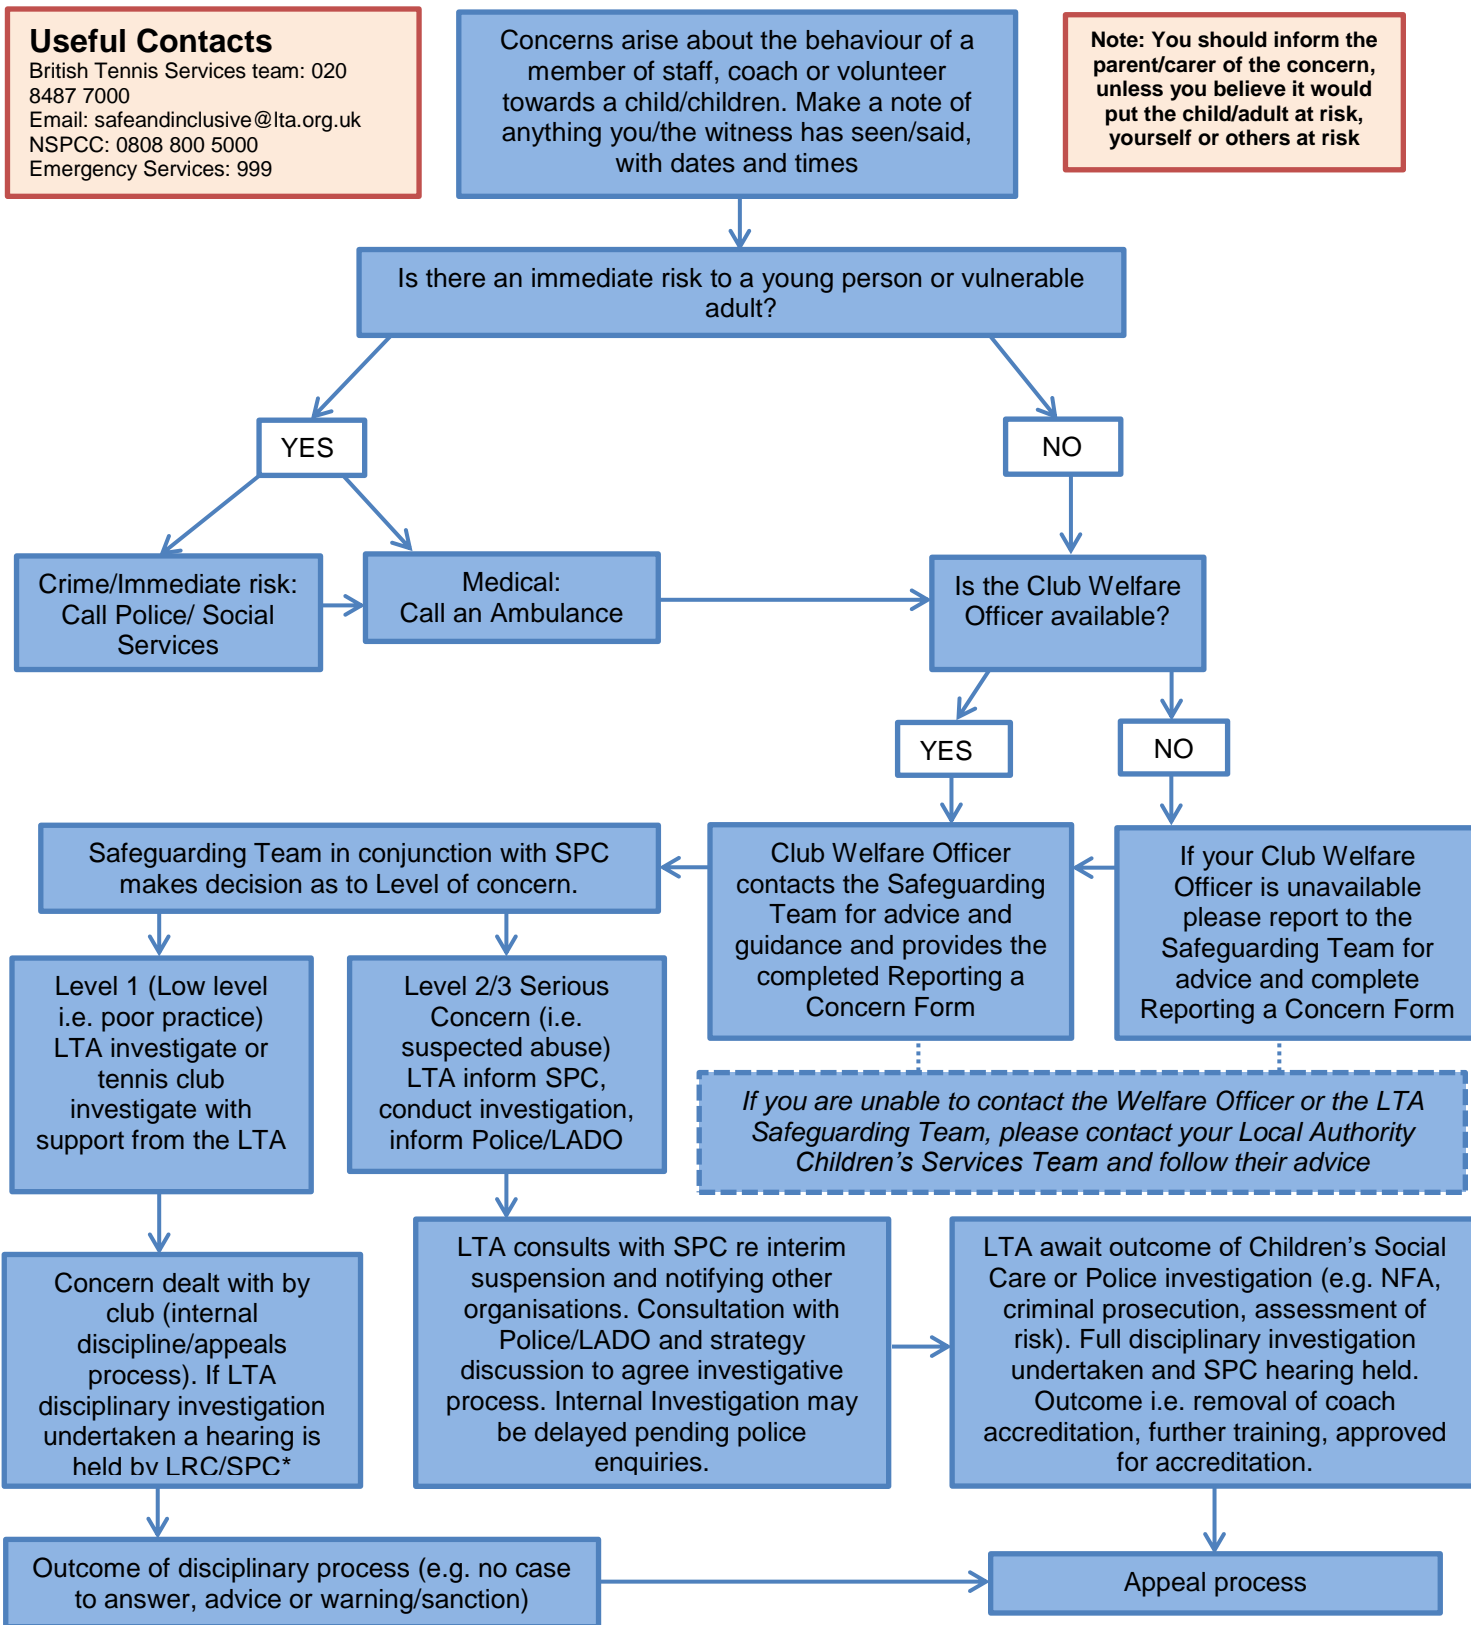 Useful Contacts
British Tennis Services team: 020
8487 7000
Email: safeandinclusive@lta.org.uk
NSPCC: 0808 800 5000
Emergency Services: 999
Concerns arise about the behaviour of a
member of staff, coach or volunteer
towards a child/children. Make a note of
anything you/the witness has seen/said,
with dates and times
Note: You should inform the
parent/carer of the concern,
unless you believe it would
put the child/adult at risk,
yourself or others at risk
Is there an immediate risk to a young person or vulnerable
adult?
YES
NO
Crime/Immediate risk:
Call Police/ Social
Services
Medical:
Call an Ambulance
Is the Club Welfare
Officer available?
YES
NO
Safeguarding Team in conjunction with SPC
makes decision as to Level of concern.
Club Welfare Officer
contacts the Safeguarding
Team for advice and
guidance and provides the
completed Reporting a
Concern Form
If your Club Welfare
Officer is unavailable
please report to the
Safeguarding Team for
advice and complete
Reporting a Concern Form
Level 1 (Low level
i.e. poor practice)
LTA investigate or
tennis club
investigate with
support from the LTA
Level 2/3 Serious
Concern (i.e.
suspected abuse)
LTA inform SPC,
conduct investigation,
inform Police/LADO
If you are unable to contact the Welfare Officer or the LTA
Safeguarding Team, please contact your Local Authority
Children's Services Team and follow their advice
Concern dealt with by
club (internal
discipline/appeals
process). If LTA
disciplinary investigation
undertaken a hearing is
held by LRC/SPC*
LTA consults with SPC re interim
suspension and notifying other
organisations. Consultation with
Police/LADO and strategy
discussion to agree investigative
process. Internal Investigation may
be delayed pending police
enquiries.
LTA await outcome of Children's Social
Care or Police investigation (e.g. NFA,
criminal prosecution, assessment of
risk). Full disciplinary investigation
undertaken and SPC hearing held.
Outcome i.e. removal of coach
accreditation, further training, approved
for accreditation.
Outcome of disciplinary process (e.g. no case
to answer, advice or warning/sanction)
Appeal process